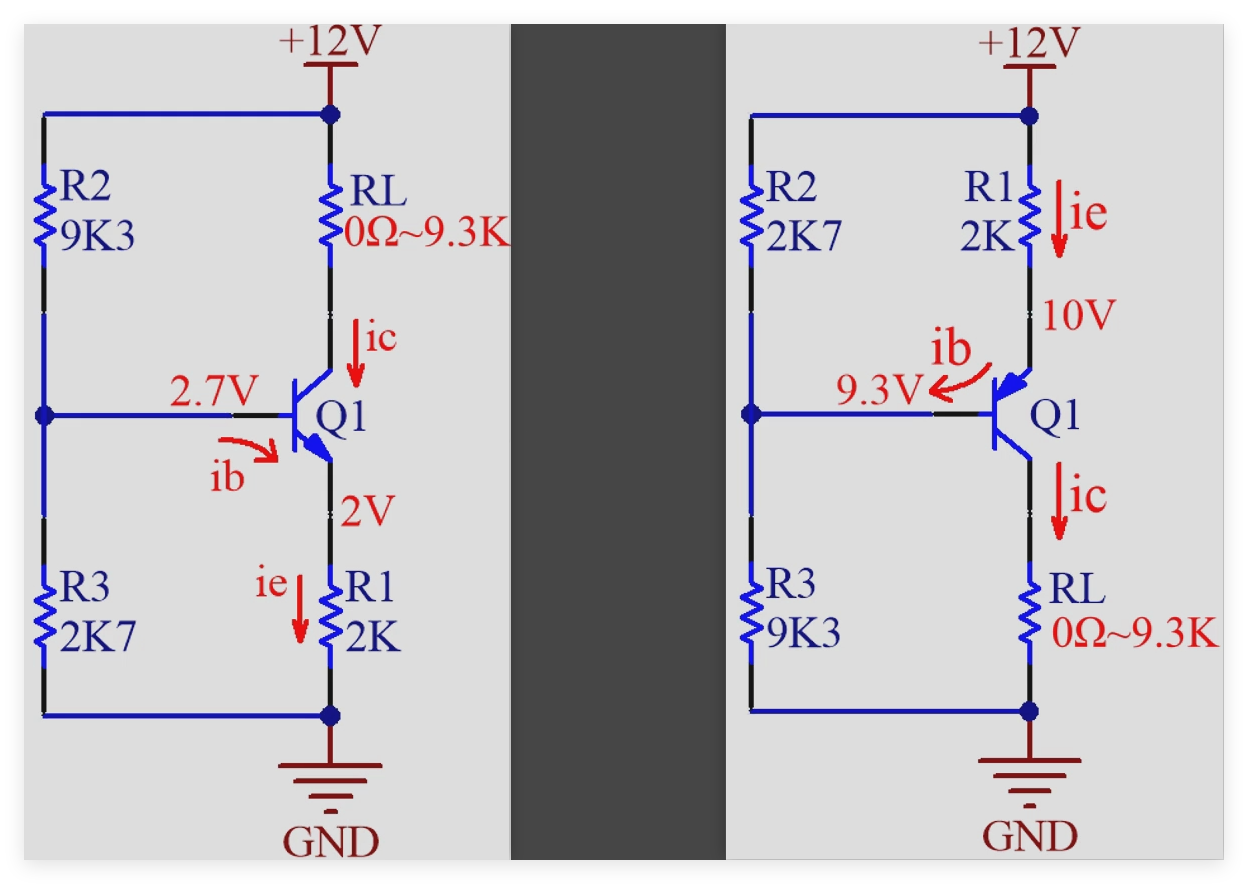 +12V
R2
9K3
RL
0Ω~9.3K
ic
2.7V
Q1
ib
2V
R3
2K7
ie
R1
2K
GND
+12V
R2
2K7
R1
2K
ie
10V
ib
9.3V
Q1
ic
R3
9K3
RL
0Ω~9.3K
GND